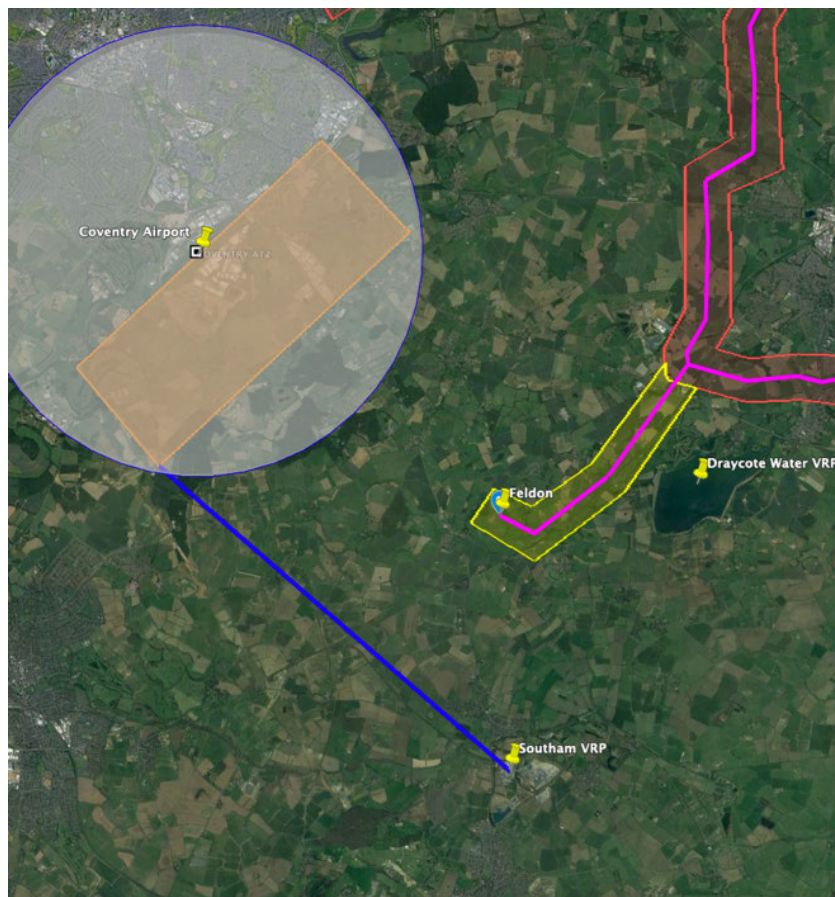 Coventry Airport
COVENTRY ATZ
Draycote Water VRP
Feldon
Southam VRP